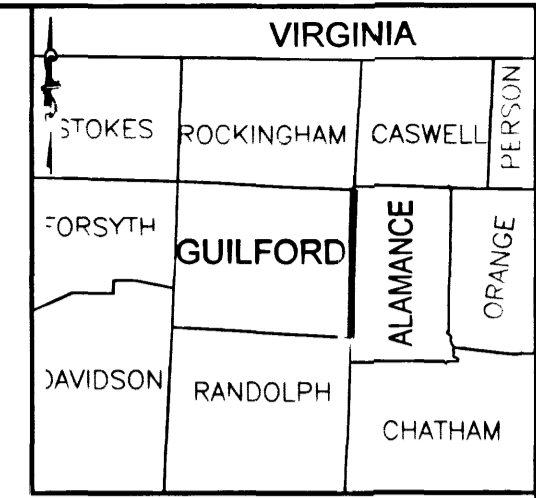 VIRGINIA
STOKES
ROCKINGHAM
CASWELL
PERSON
FORSYTH
GUILFORD
ALAMANCE
ORANGE
DAVIDSON
RANDOLPH
CHATHAM